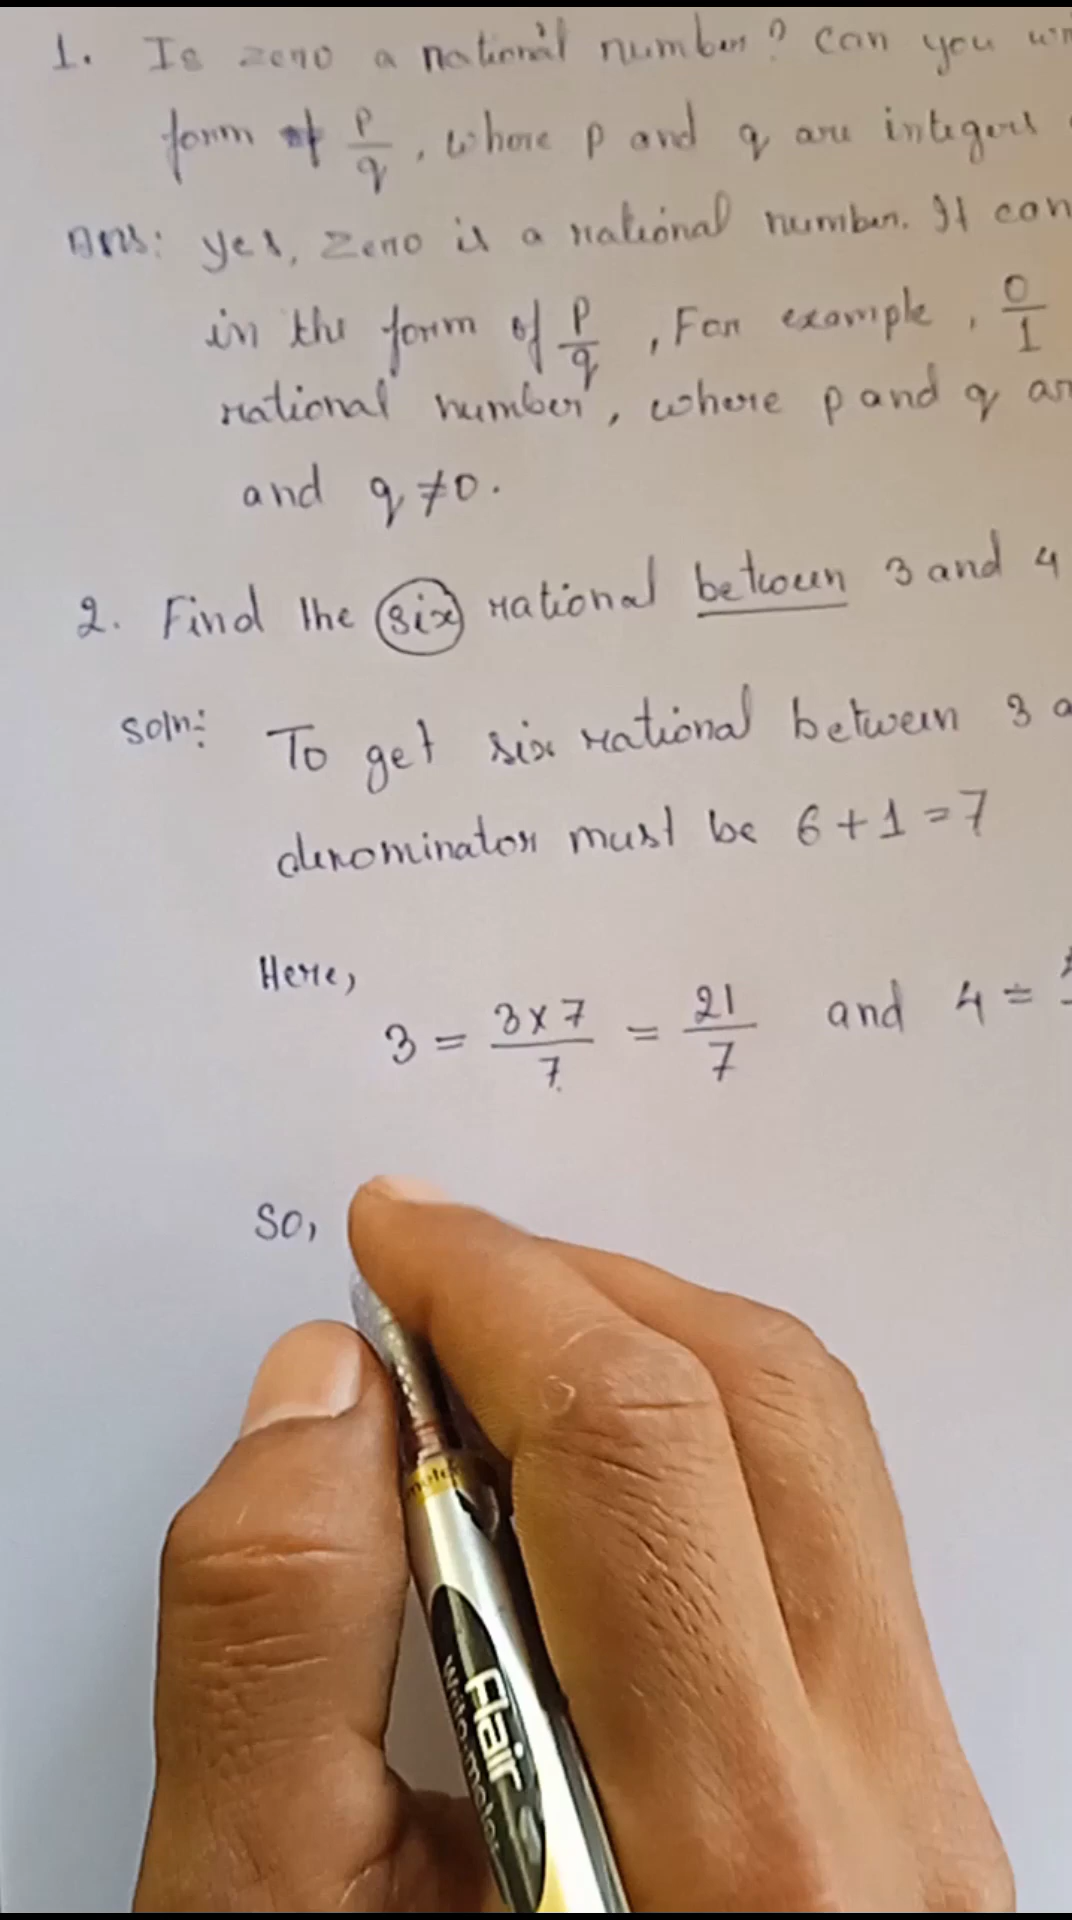 1. Is zero a rational number? Can you
form of p/q, where p and q are integers
Ans: yes, Zero is a rational number. It can
in the form of p/q, For example, 0/1
rational number, where p and q
and q ≠ 0.
2. Find the six rational between 3 and 4
Soln: To get six rational between 3
denominator must be 6+1=7
Here,
3 = 3×7/7 = 21/7 and 4 =
So,
Flair
Writo-meter